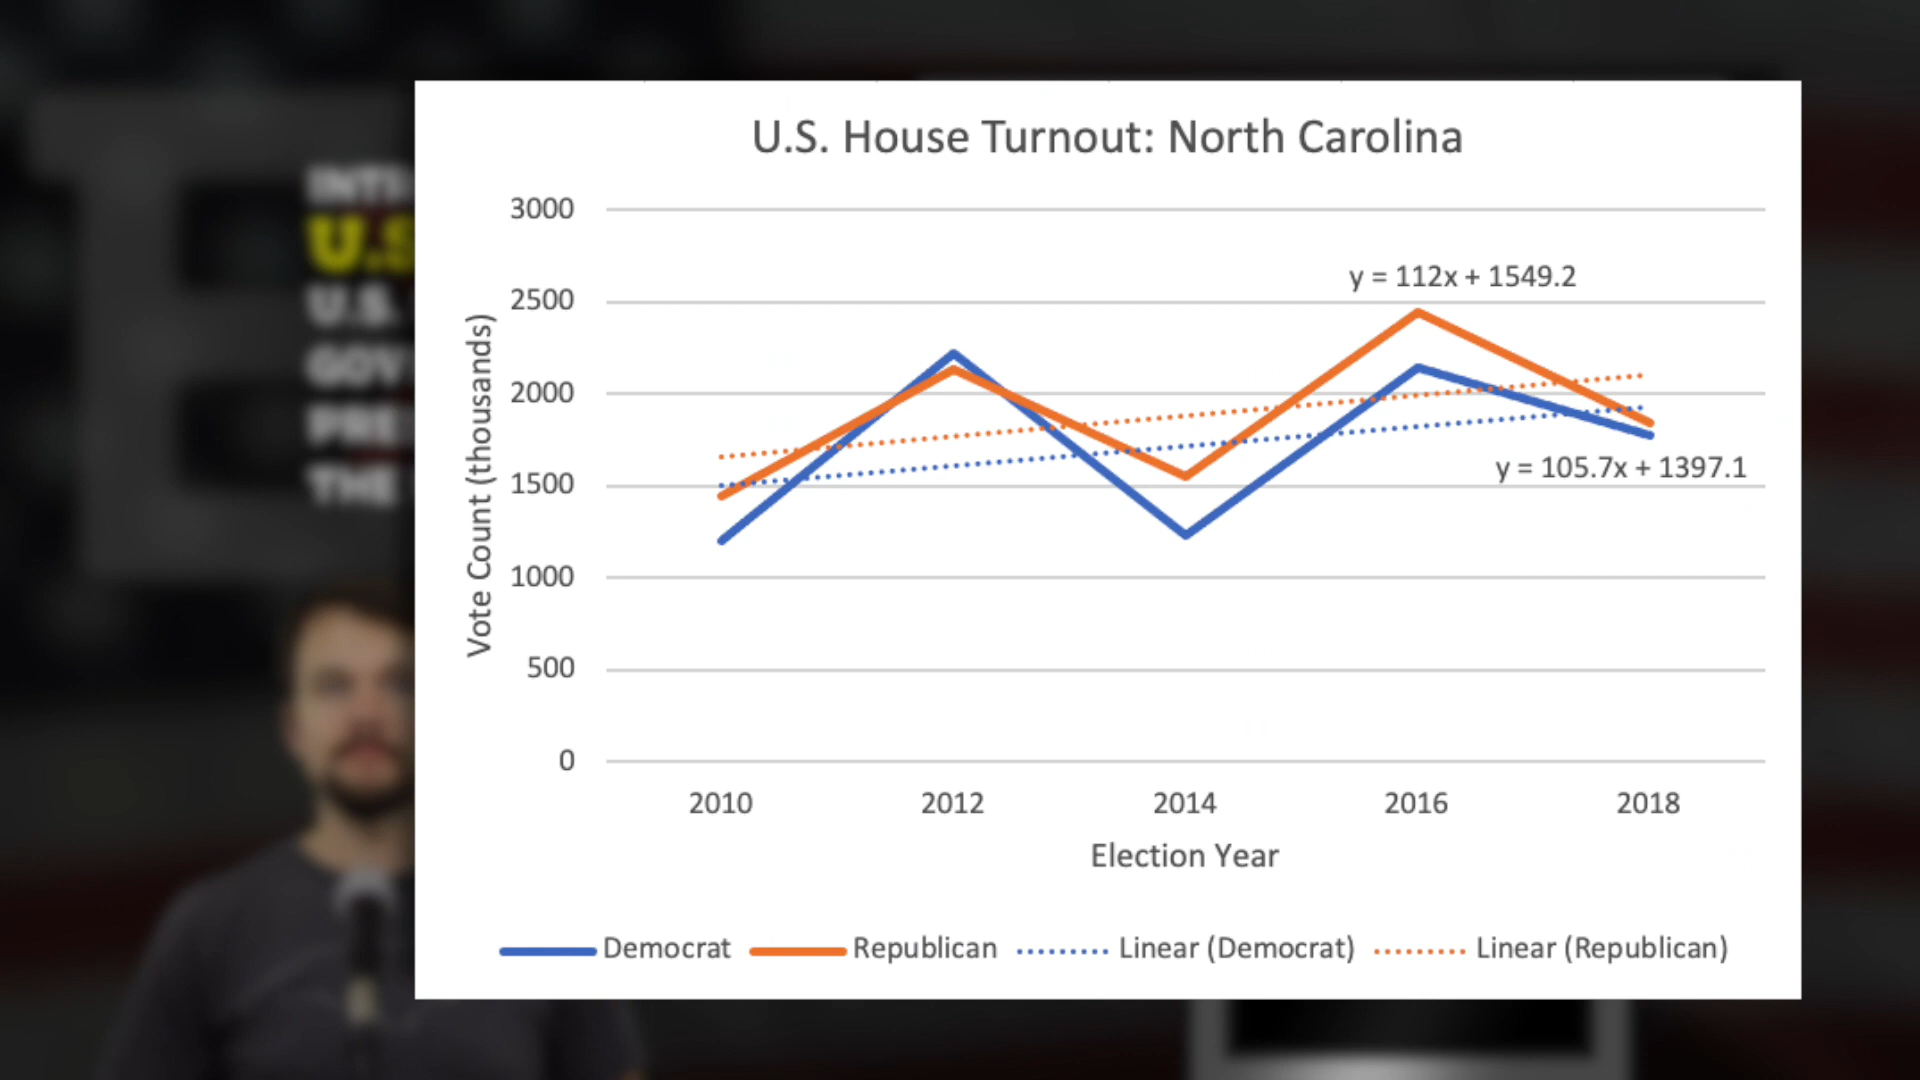 U.S. House Turnout: North Carolina
3000
2500
2000
1500
1000
500
0
Vote Count (thousands)
y = 112x + 1549.2
y = 105.7x + 1397.1
2010 2012 2014 2016 2018
Election Year
Democrat Republican Linear (Democrat) Linear (Republican)
U.S.
THE